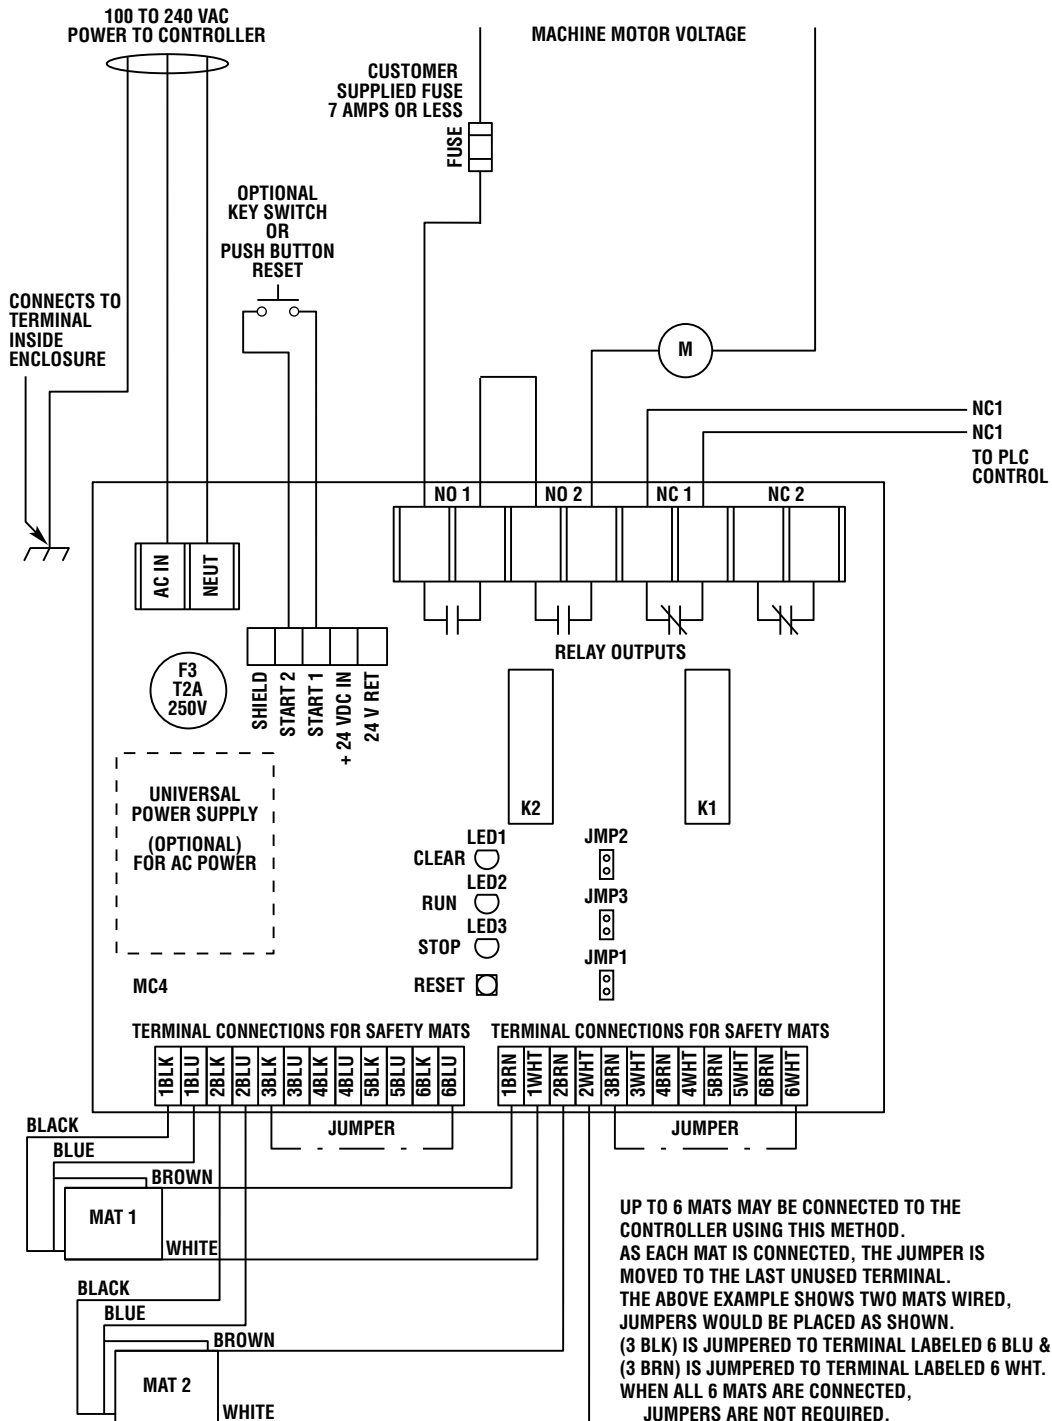 100 TO 240 VAC
POWER TO CONTROLLER
MACHINE MOTOR VOLTAGE
CUSTOMER
SUPPLIED FUSE
7 AMPS OR LESS
FUSE
OPTIONAL
KEY SWITCH
OR
PUSH BUTTON
RESET
CONNECTS TO
TERMINAL
INSIDE
ENCLOSURE
M
NC1
NC1
TO PLC
CONTROL
NO 1
NO 2
NC 1
NC 2
AC IN
NEUT
RELAY OUTPUTS
F3
T2A
250V
SHIELD
START 2
START 1
+ 24 VDC IN
24 V RET
UNIVERSAL
POWER SUPPLY
(OPTIONAL)
FOR AC POWER
K2
K1
LED1
CLEAR
LED2
RUN
LED3
STOP
RESET
JMP2
JMP3
JMP1
MC4
TERMINAL CONNECTIONS FOR SAFETY MATS
TERMINAL CONNECTIONS FOR SAFETY MATS
1BLK
1BLU
2BLK
2BLU
3BLK
3BLU
4BLK
4BLU
5BLK
5BLU
6BLK
6BLU
1BRN
1WHT
2BRN
2WHT
3BRN
3WHT
4BRN
4WHT
5BRN
5WHT
6BRN
6WHT
JUMPER
JUMPER
BLACK
BLUE
BROWN
MAT 1
WHITE
BLACK
BLUE
BROWN
MAT 2
WHITE
UP TO 6 MATS MAY BE CONNECTED TO THE
CONTROLLER USING THIS METHOD.
AS EACH MAT IS CONNECTED, THE JUMPER IS
MOVED TO THE LAST UNUSED TERMINAL.
THE ABOVE EXAMPLE SHOWS TWO MATS WIRED,
JUMPERS WOULD BE PLACED AS SHOWN.
(3 BLK) IS JUMPERED TO TERMINAL LABELED 6 BLU &
(3 BRN) IS JUMPERED TO TERMINAL LABELED 6 WHT.
WHEN ALL 6 MATS ARE CONNECTED,
JUMPERS ARE NOT REQUIRED.